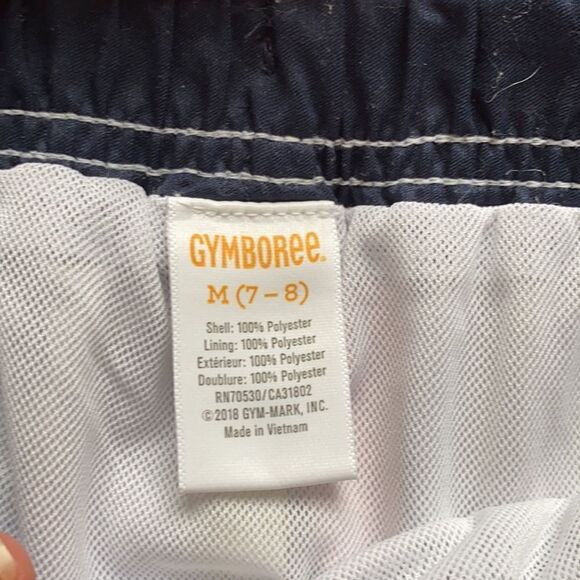 GYMBOREE.
M (7 – 8)
Shell: 100% Polyester
Lining: 100% Polyester
Extérieur: 100% Polyester
Doublure: 100% Polyester
RN70530/CA31802
©2018 GYM-MARK, INC.
Made in Vietnam